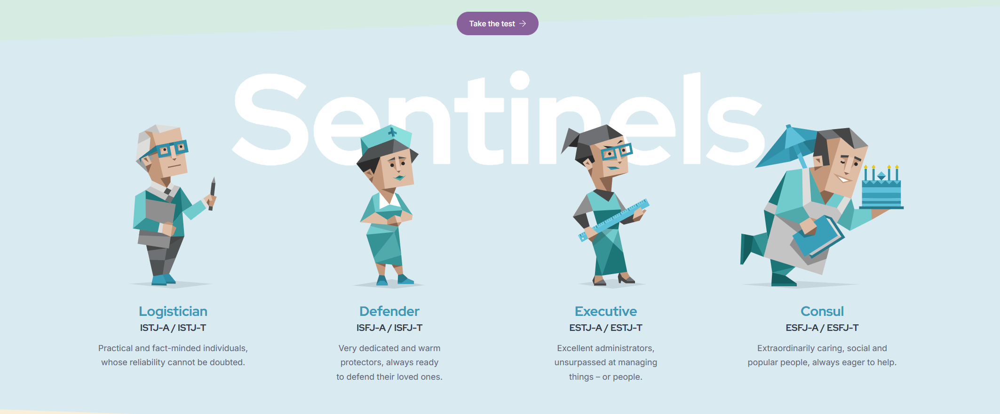 Take the test
Sentinels
Logistician
ISTJ-A / ISTJ-T
Practical and fact-minded individuals,
whose reliability cannot be doubted.
Defender
ISFJ-A / ISFJ-T
Very dedicated and warm
protectors, always ready
to defend their loved ones.
Executive
ESTJ-A / ESTJ-T
Excellent administrators,
unsurpassed at managing
things – or people.
Consul
ESFJ-A / ESFJ-T
Extraordinarily caring, social and
popular people, always eager to help.